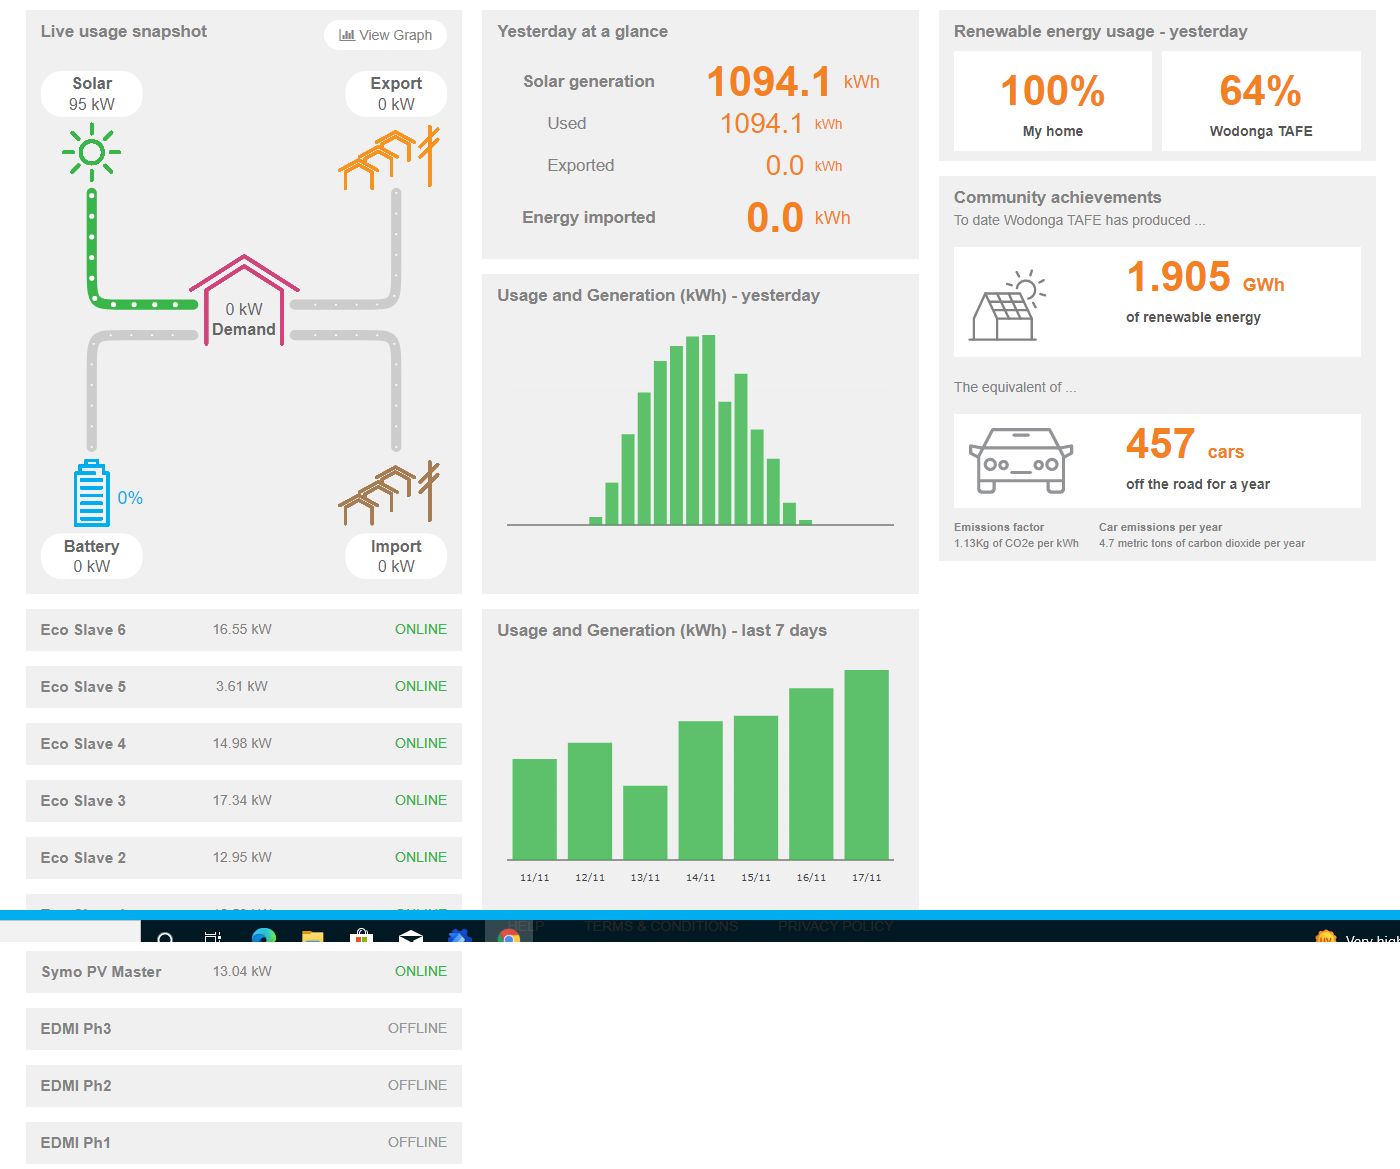 Live usage snapshot
View Graph
Solar
95 kW
Export
0 kW
0 kW
Demand
0%
Battery
0 kW
Import
0 kW
Eco Slave 6 16.55 kW ONLINE
Eco Slave 5 3.61 kW ONLINE
Eco Slave 4 14.98 kW ONLINE
Eco Slave 3 17.34 kW ONLINE
Eco Slave 2 12.95 kW ONLINE
Symo PV Master 13.04 kW ONLINE
EDMI Ph3 OFFLINE
EDMI Ph2 OFFLINE
EDMI Ph1 OFFLINE
Yesterday at a glance
Solar generation 1094.1 kWh
Used 1094.1 kWh
Exported 0.0 kWh
Energy imported 0.0 kWh
Usage and Generation (kWh) - yesterday
Usage and Generation (kWh) - last 7 days
11/11 12/11 13/11 14/11 15/11 16/11 17/11
HELP TERMS & CONDITIONS PRIVACY POLICY
Renewable energy usage - yesterday
100%
My home
64%
Wodonga TAFE
Community achievements
To date Wodonga TAFE has produced ...
1.905 GWh
of renewable energy
The equivalent of ...
457 cars
off the road for a year
Emissions factor
1.13Kg of CO2e per kWh
Car emissions per year
4.7 metric tons of carbon dioxide per year
UV
Very high